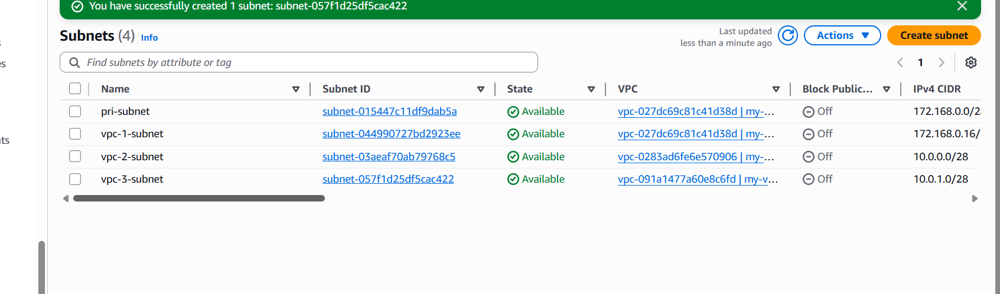 You have successfully created 1 subnet: subnet-057f1d25df5cac422
Subnets (4) Info
Last updated
less than a minute ago
Actions
Create subnet
Find subnets by attribute or tag
1
Name Subnet ID State VPC Block Public... IPv4 CIDR
pri-subnet subnet-015447c11df9dab5a Available vpc-027dc69c81c41d38d | my-... Off 172.168.0.0/2
vpc-1-subnet subnet-044990727bd2923ee Available vpc-027dc69c81c41d38d | my-... Off 172.168.0.16/
vpc-2-subnet subnet-03aeaf70ab79768c5 Available vpc-0283ad6fe6e570906 | my-... Off 10.0.0.0/28
vpc-3-subnet subnet-057f1d25df5cac422 Available vpc-091a1477a60e8c6fd | my-v... Off 10.0.1.0/28